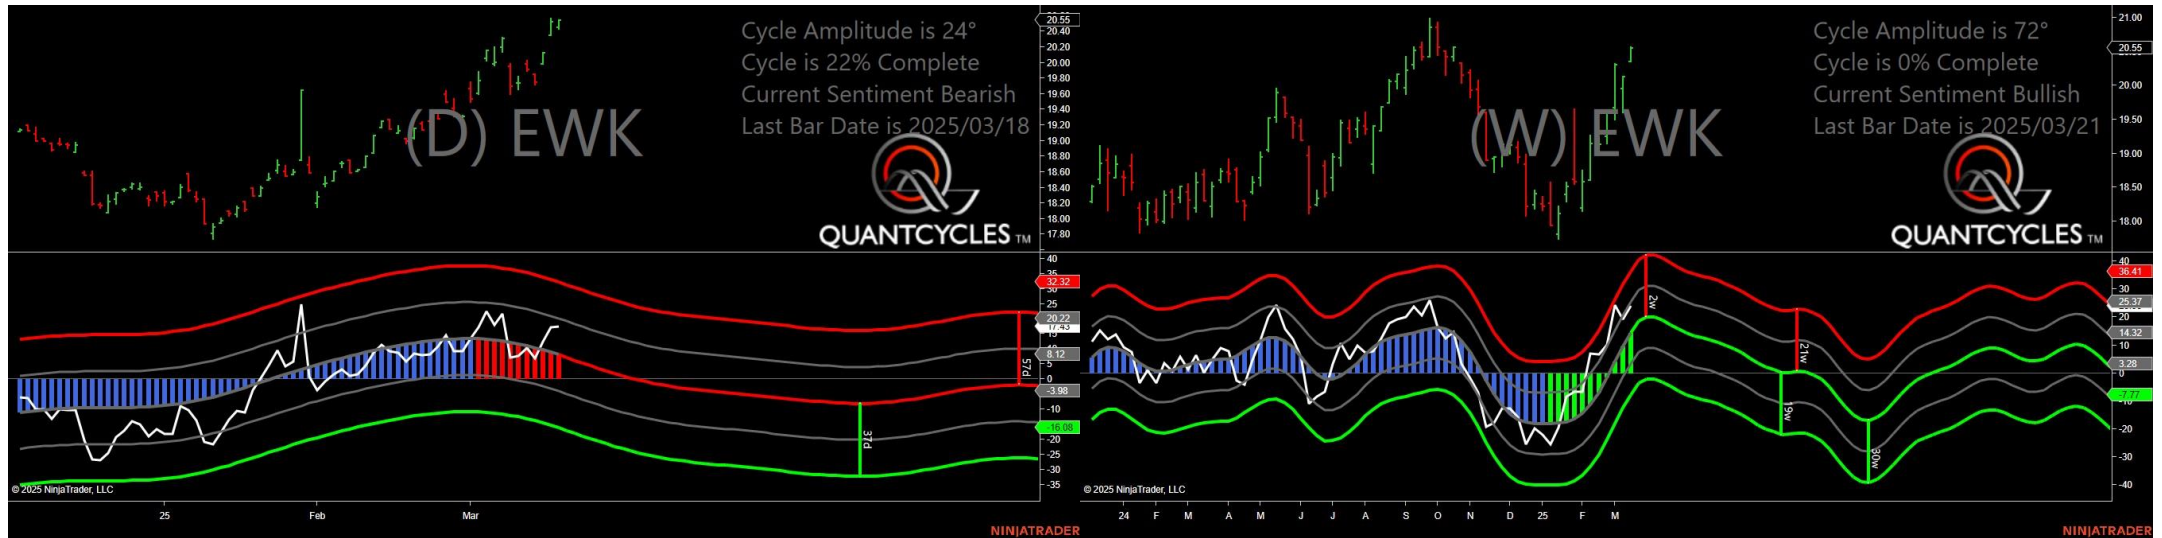 Cycle Amplitude is 24°
Cycle is 22% Complete
Current Sentiment Bearish
Last Bar Date is 2025/03/18
(D) EWK
QUANTCYCLES TM
20.55
20.40
20.20
20.00
19.80
19.60
19.40
19.20
19.00
18.80
18.60
18.40
18.20
18.00
17.80
40
32.32
30
25
20.22
17.43
8.12
5
0
-3.98
-10
-16.08
-20
-25
-30
-35
57d
37d
© 2025 NinjaTrader, LLC
25 Feb Mar
NINJATRADER
Cycle Amplitude is 72°
Cycle is 0% Complete
Current Sentiment Bullish
Last Bar Date is 2025/03/21
(W) EWK
QUANTCYCLES TM
21.00
20.55
20.00
19.50
19.00
18.50
18.00
40
36.41
25.37
20
14.32
3.28
0
-7.77
-20
-30
-40
2w
21w
19w
30w
© 2025 NinjaTrader, LLC
24 F M A M J J A S O N D 25 F M
NINJATRADER